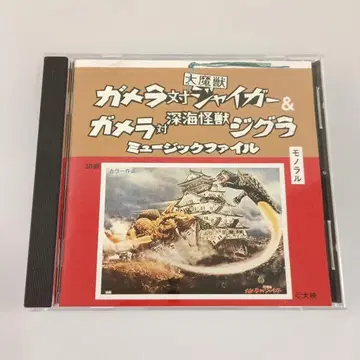 大魔獣
ガメラ対ジャイガー&
ガメラ対深海怪獣ジグラ
ミュージックファイル
モノラル
カラー作品